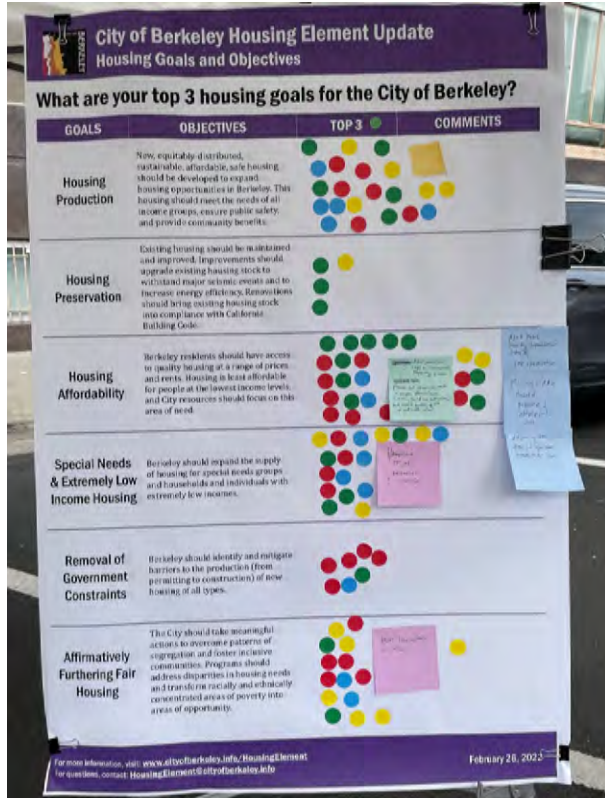 BERKELEY
City of Berkeley Housing Element Update
Housing Goals and Objectives
What are your top 3 housing goals for the City of Berkeley?
GOALS OBJECTIVES TOP 3 COMMENTS
Housing
Production
New, equitably distributed,
sustainable, affordable, safe housing
should be developed to expand
housing opportunities in Berkeley. This
housing should meet the needs of all
income groups, ensure public safety,
and provide community benefits.
Housing
Preservation
Existing housing should be maintained
and improved. Improvements should
upgrade existing housing stock to
withstand major seismic events and to
increase energy efficiency. Renovations
should bring existing housing stock
into compliance with California
Building Code.
Housing
Affordability
Berkeley residents should have access
to quality housing at a range of prices
and rents. Housing is least affordable
for people at the lowest income levels,
and City resources should focus on this
area of need.
Special Needs
& Extremely Low
Income Housing
Berkeley should expand the supply
of housing for special needs groups
and households and individuals with
extremely low incomes.
Removal of
Government
Constraints
Berkeley should identify and mitigate
barriers to the production (from
permitting to construction) of new
housing of all types.
Affirmatively
Furthering Fair
Housing
The City should take meaningful
actions to overcome patterns of
segregation and foster inclusive
communities. Programs should
address disparities in housing needs
and transform racially and ethnically
concentrated areas of poverty into
areas of opportunity.
For more information, visit: www.cityofberkeley.info/HousingElement
For questions, contact: HousingElement@cityofberkeley.info
February 28, 2022